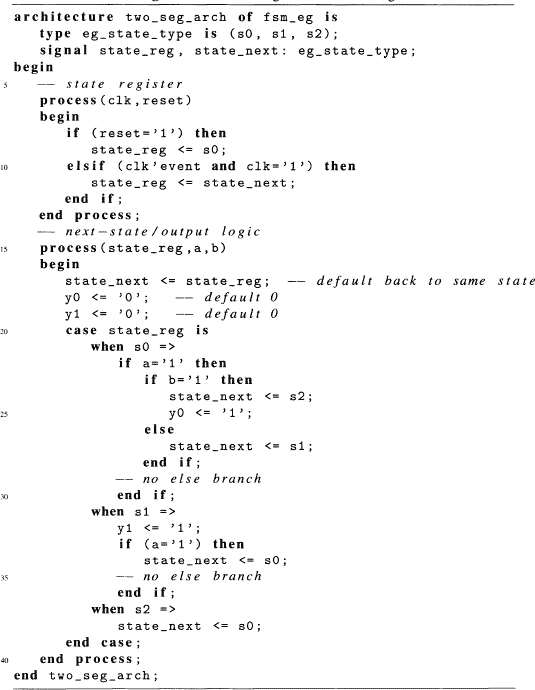 architecture two_seg_arch of fsm_eg is
type eg_state_type is (s0, s1, s2);
signal state_reg, state_next: eg_state_type;
begin
5 -- state register
process(clk,reset)
begin
if (reset='1') then
state_reg <= s0;
10 elsif (clk'event and clk='1') then
state_reg <= state_next;
end if;
end process;
-- next-state/output logic
15 process(state_reg,a,b)
begin
state_next <= state_reg; -- default back to same state
y0 <= '0'; -- default 0
y1 <= '0'; -- default 0
20 case state_reg is
when s0 =>
if a='1' then
if b='1' then
state_next <= s2;
25 y0 <= '1';
else
state_next <= s1;
end if;
-- no else branch
30 end if;
when s1 =>
y1 <= '1';
if (a='1') then
state_next <= s0;
35 -- no else branch
end if;
when s2 =>
state_next <= s0;
end case;
40 end process;
end two_seg_arch;